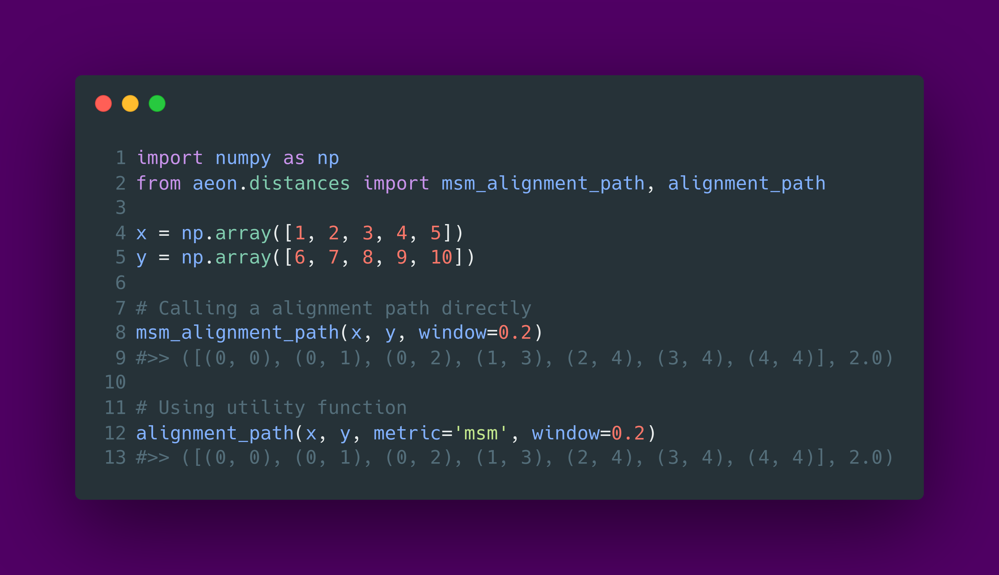 1 import numpy as np
2 from aeon.distances import msm_alignment_path, alignment_path
3
4 x = np.array([1, 2, 3, 4, 5])
5 y = np.array([6, 7, 8, 9, 10])
6
7 # Calling a alignment path directly
8 msm_alignment_path(x, y, window=0.2)
9 #>> ([(0, 0), (0, 1), (0, 2), (1, 3), (2, 4), (3, 4), (4, 4)], 2.0)
10
11 # Using utility function
12 alignment_path(x, y, metric='msm', window=0.2)
13 #>> ([(0, 0), (0, 1), (0, 2), (1, 3), (2, 4), (3, 4), (4, 4)], 2.0)